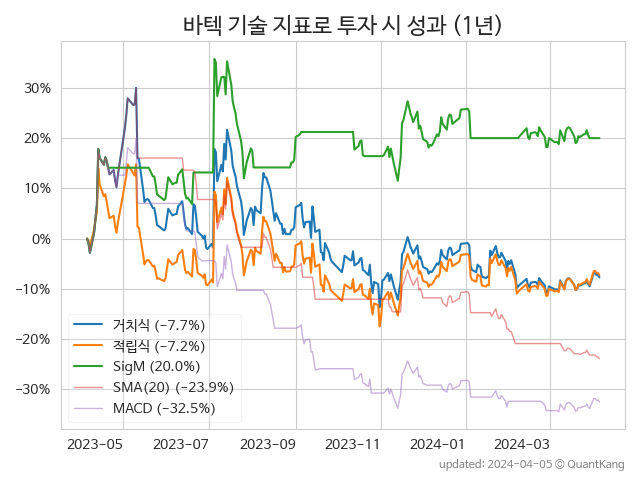 바텍 기술 지표로 투자 시 성과 (1년)
30%
20%
10%
0%
−10%
−20%
−30%
거치식 (−7.7%)
적립식 (−7.2%)
SigM (20.0%)
SMA(20) (−23.9%)
MACD (−32.5%)
2023−05
2023−07
2023−09
2023−11
2024−01
2024−03
updated: 2024−04−05 © QuantKang